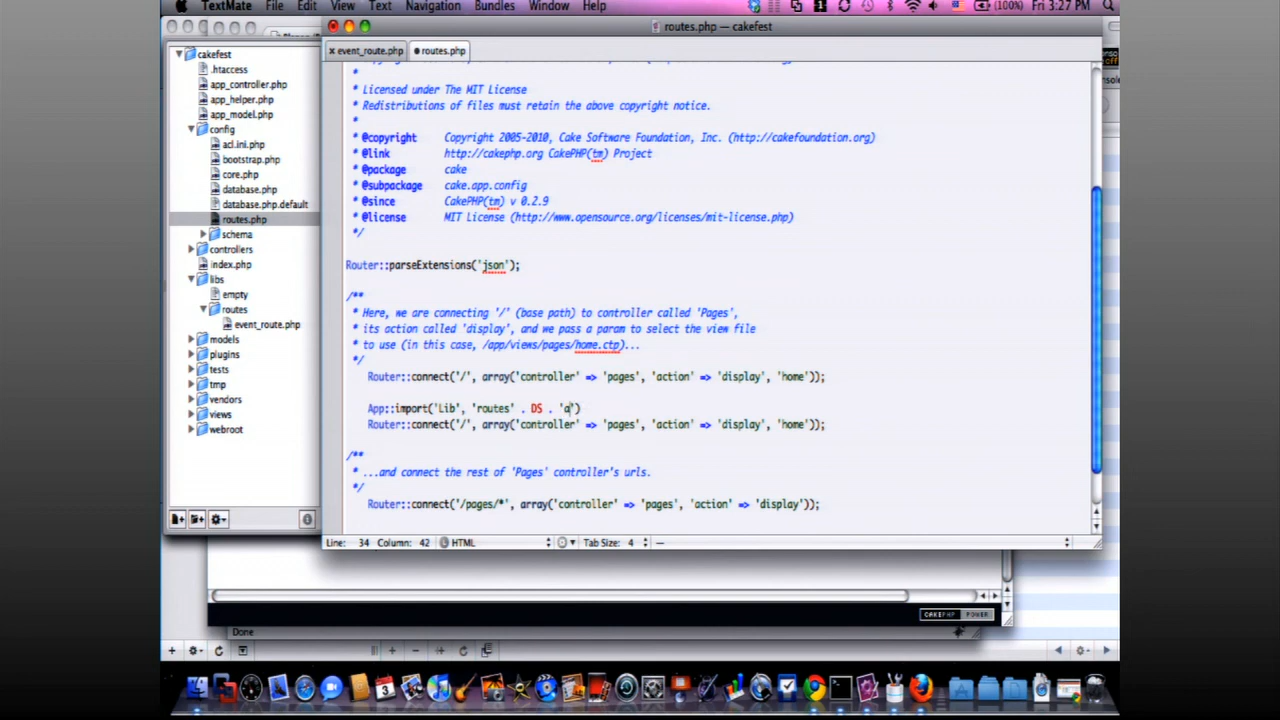 TextMate File Edit View Text Navigation Bundles Window Help (100%) Fri 3:27 PM
routes.php — cakefest
event_route.php routes.php
cakefest
.htaccess
app_controller.php
app_helper.php
app_model.php
config
acl.ini.php
bootstrap.php
core.php
database.php
database.php.default
routes.php
schema
controllers
index.php
libs
empty
routes
event_route.php
models
plugins
tests
tmp
vendors
views
webroot
*
* Licensed under The MIT License
* Redistributions of files must retain the above copyright notice.
*
* @copyright Copyright 2005-2010, Cake Software Foundation, Inc. (http://cakefoundation.org)
* @link http://cakephp.org CakePHP(tm) Project
* @package cake
* @subpackage cake.app.config
* @since CakePHP(tm) v 0.2.9
* @license MIT License (http://www.opensource.org/licenses/mit-license.php)
*/
Router::parseExtensions('json');
/**
* Here, we are connecting '/' (base path) to controller called 'Pages',
* its action called 'display', and we pass a param to select the view file
* to use (in this case, /app/views/pages/home.ctp)...
*/
Router::connect('/', array('controller' => 'pages', 'action' => 'display', 'home'));
App::import('Lib', 'routes' . DS . 'a')
Router::connect('/', array('controller' => 'pages', 'action' => 'display', 'home'));
/**
* ...and connect the rest of 'Pages' controller's urls.
*/
Router::connect('/pages/*', array('controller' => 'pages', 'action' => 'display'));
Line: 34 Column: 42 HTML Tab Size: 4 —
CAKEPHP POWER
Done